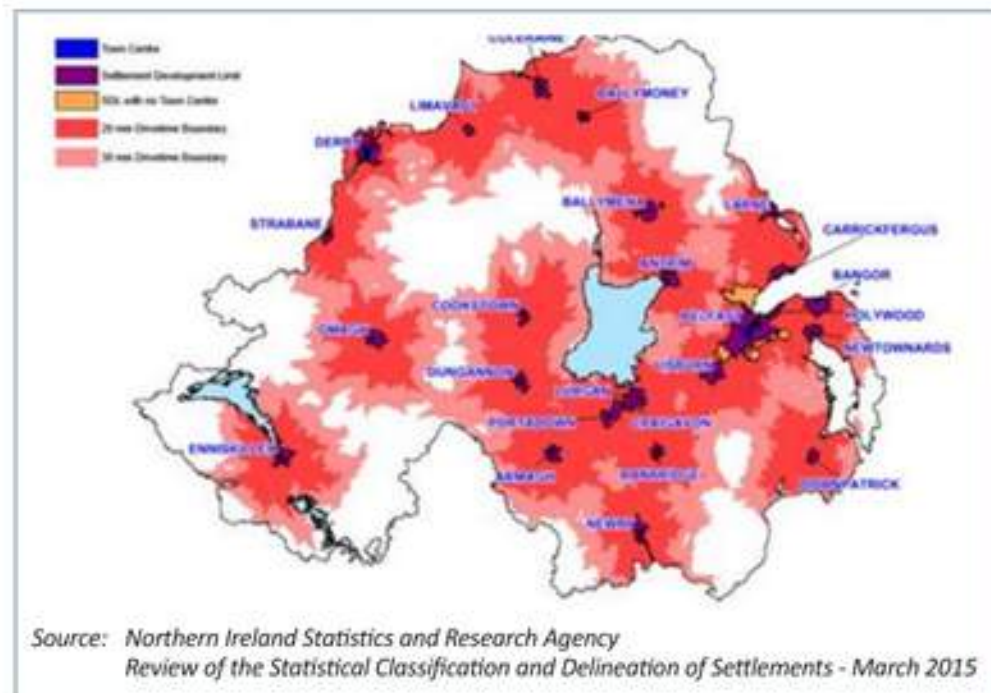 Town Centre
Settlement Development Limit
SDL with no Town Centre
20 min Drivetime Boundary
30 min Drivetime Boundary
COLERAINE
LIMAVADY
BALLYMONEY
DERRY
BALLYMENA
LARNE
STRABANE
CARRICKFERGUS
ANTRIM
BANGOR
COOKSTOWN
BELFAST
HOLYWOOD
OMAGH
NEWTOWNARDS
LISBURN
DUNGANNON
LURGAN
PORTADOWN
CRAIGAVON
ENNISKILLEN
ARMAGH
BANBRIDGE
DOWNPATRICK
NEWRY
Source: Northern Ireland Statistics and Research Agency
Review of the Statistical Classification and Delineation of Settlements - March 2015